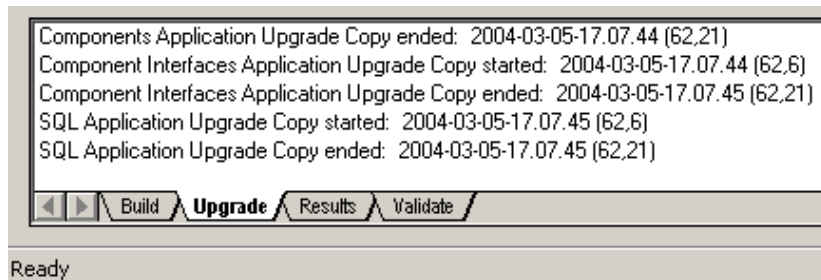 Components Application Upgrade Copy ended:  2004-03-05-17.07.44 (62,21)
Component Interfaces Application Upgrade Copy started:  2004-03-05-17.07.44 (62,6)
Component Interfaces Application Upgrade Copy ended:  2004-03-05-17.07.45 (62,21)
SQL Application Upgrade Copy started:  2004-03-05-17.07.45 (62,6)
SQL Application Upgrade Copy ended:  2004-03-05-17.07.45 (62,21)
Build Upgrade Results Validate
Ready